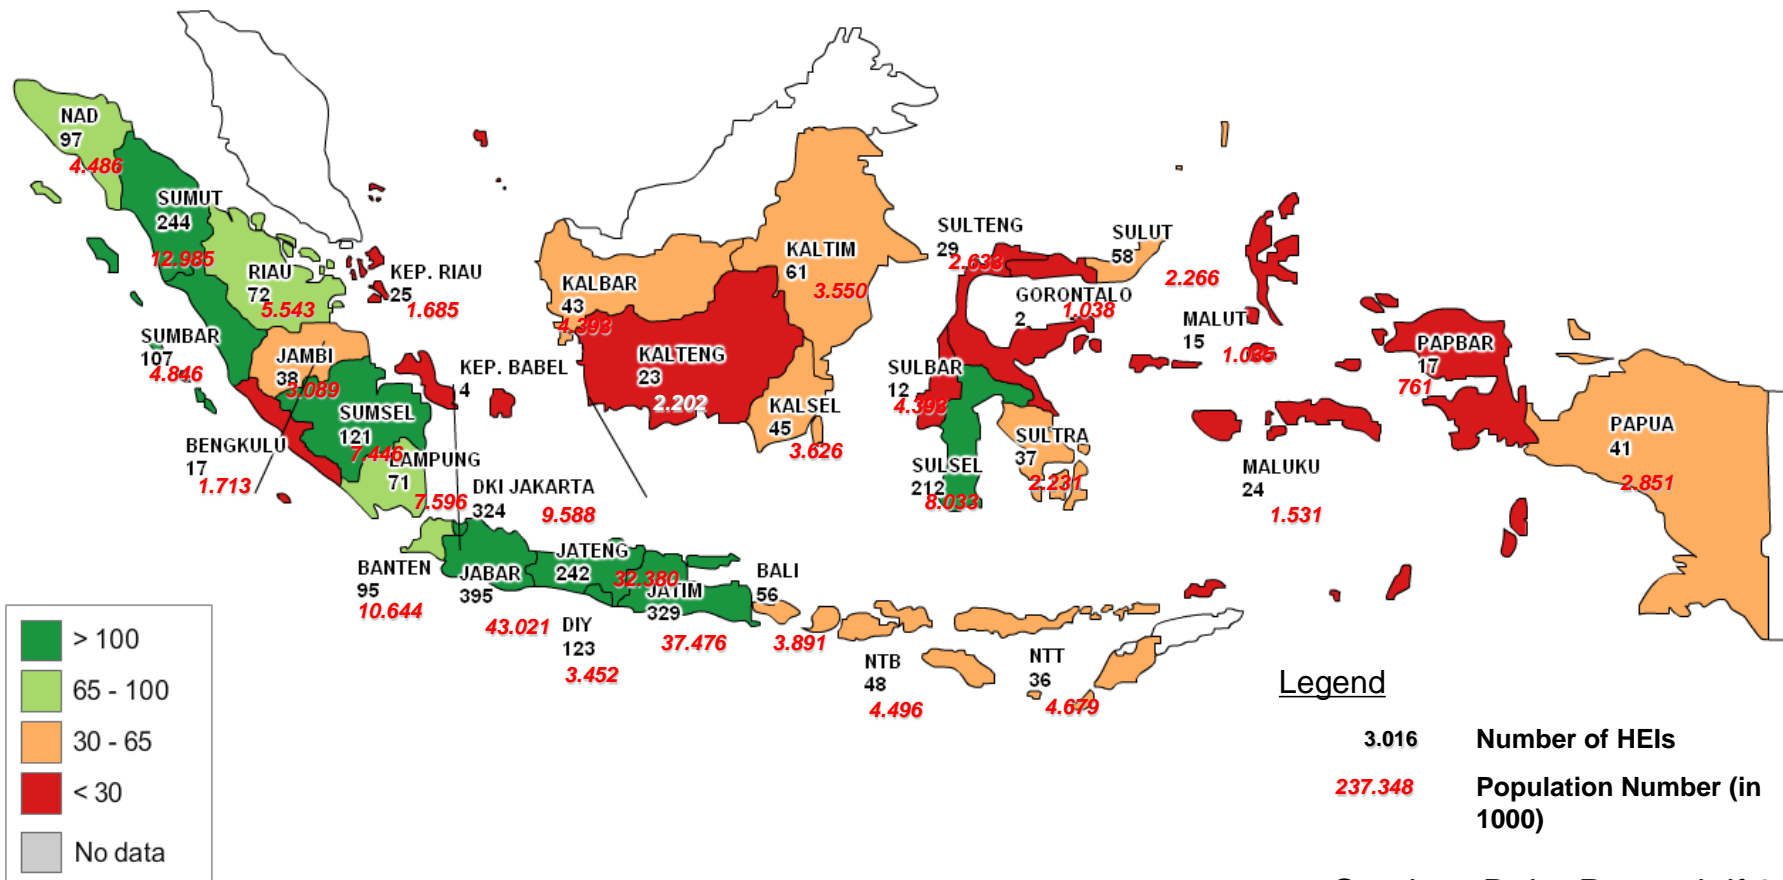 NAD
97
4.486
SUMUT
244
12.985
RIAU
72
5.543
KEP. RIAU
25
1.685
SUMBAR
107
4.846
JAMBI
38
3.089
KEP. BABEL
4
SUMSEL
121
7.446
BENGKULU
17
1.713
LAMPUNG
71
7.596
DKI JAKARTA
324
9.588
BANTEN
95
10.644
JABAR
395
43.021
JATENG
242
32.380
DIY
123
3.452
JATIM
329
37.476
BALI
56
3.891
NTB
48
4.496
NTT
36
4.679
KALBAR
43
4.393
KALTENG
23
2.202
KALTIM
61
3.550
KALSEL
45
3.626
SULTENG
29
2.633
SULUT
58
2.266
GORONTALO
2
1.038
SULBAR
12
4.393
SULSEL
212
8.033
SULTRA
37
2.231
MALUT
15
1.035
MALUKU
24
1.531
PAPBAR
17
761
PAPUA
41
2.851
> 100
65 - 100
30 - 65
< 30
No data
Legend
3.016 Number of HEIs
237.348 Population Number (in
1000)